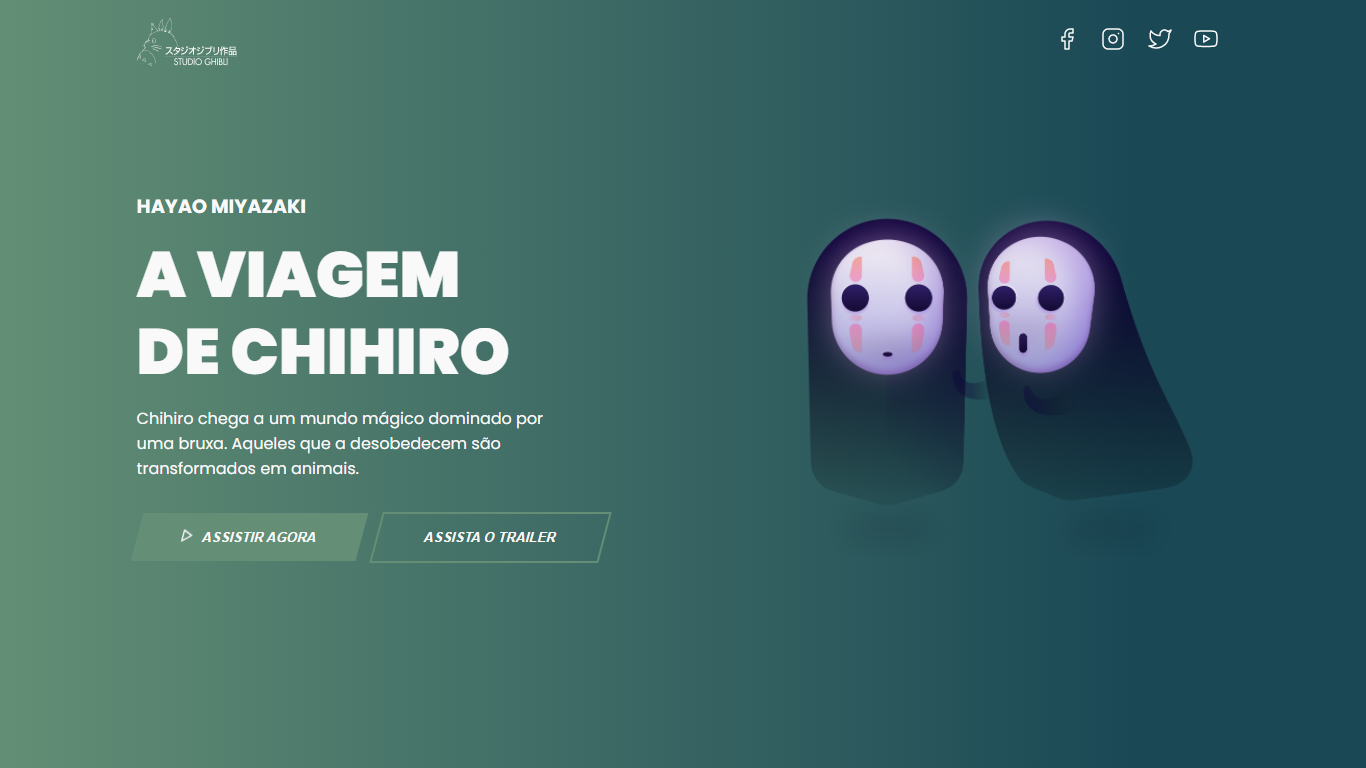 スタジオジブリ作品
STUDIO GHIBLI
HAYAO MIYAZAKI
A VIAGEM
DE CHIHIRO
Chihiro chega a um mundo mágico dominado por
uma bruxa. Aqueles que a desobedecem são
transformados em animais.
ASSISTIR AGORA
ASSISTA O TRAILER